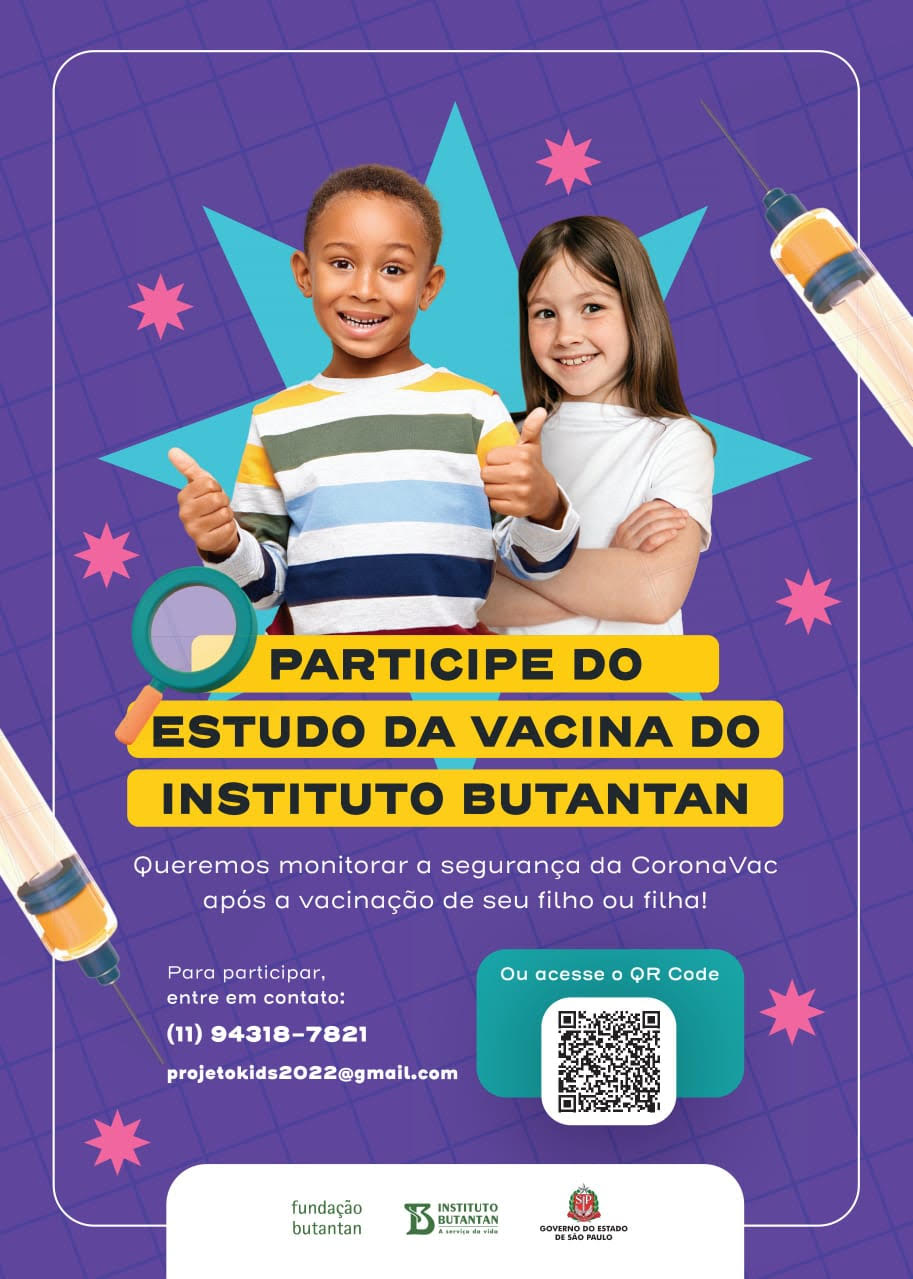 PARTICIPE DO
ESTUDO DA VACINA DO
INSTITUTO BUTANTAN
Queremos monitorar a segurança da CoronaVac
após a vacinação de seu filho ou filha!
Para participar,
entre em contato:
(11) 94318-7821
projetokids2022@gmail.com
Ou acesse o QR Code
fundação
butantan
INSTITUTO
BUTANTAN
A serviço da vida
SP
GOVERNO DO ESTADO
DE SÃO PAULO